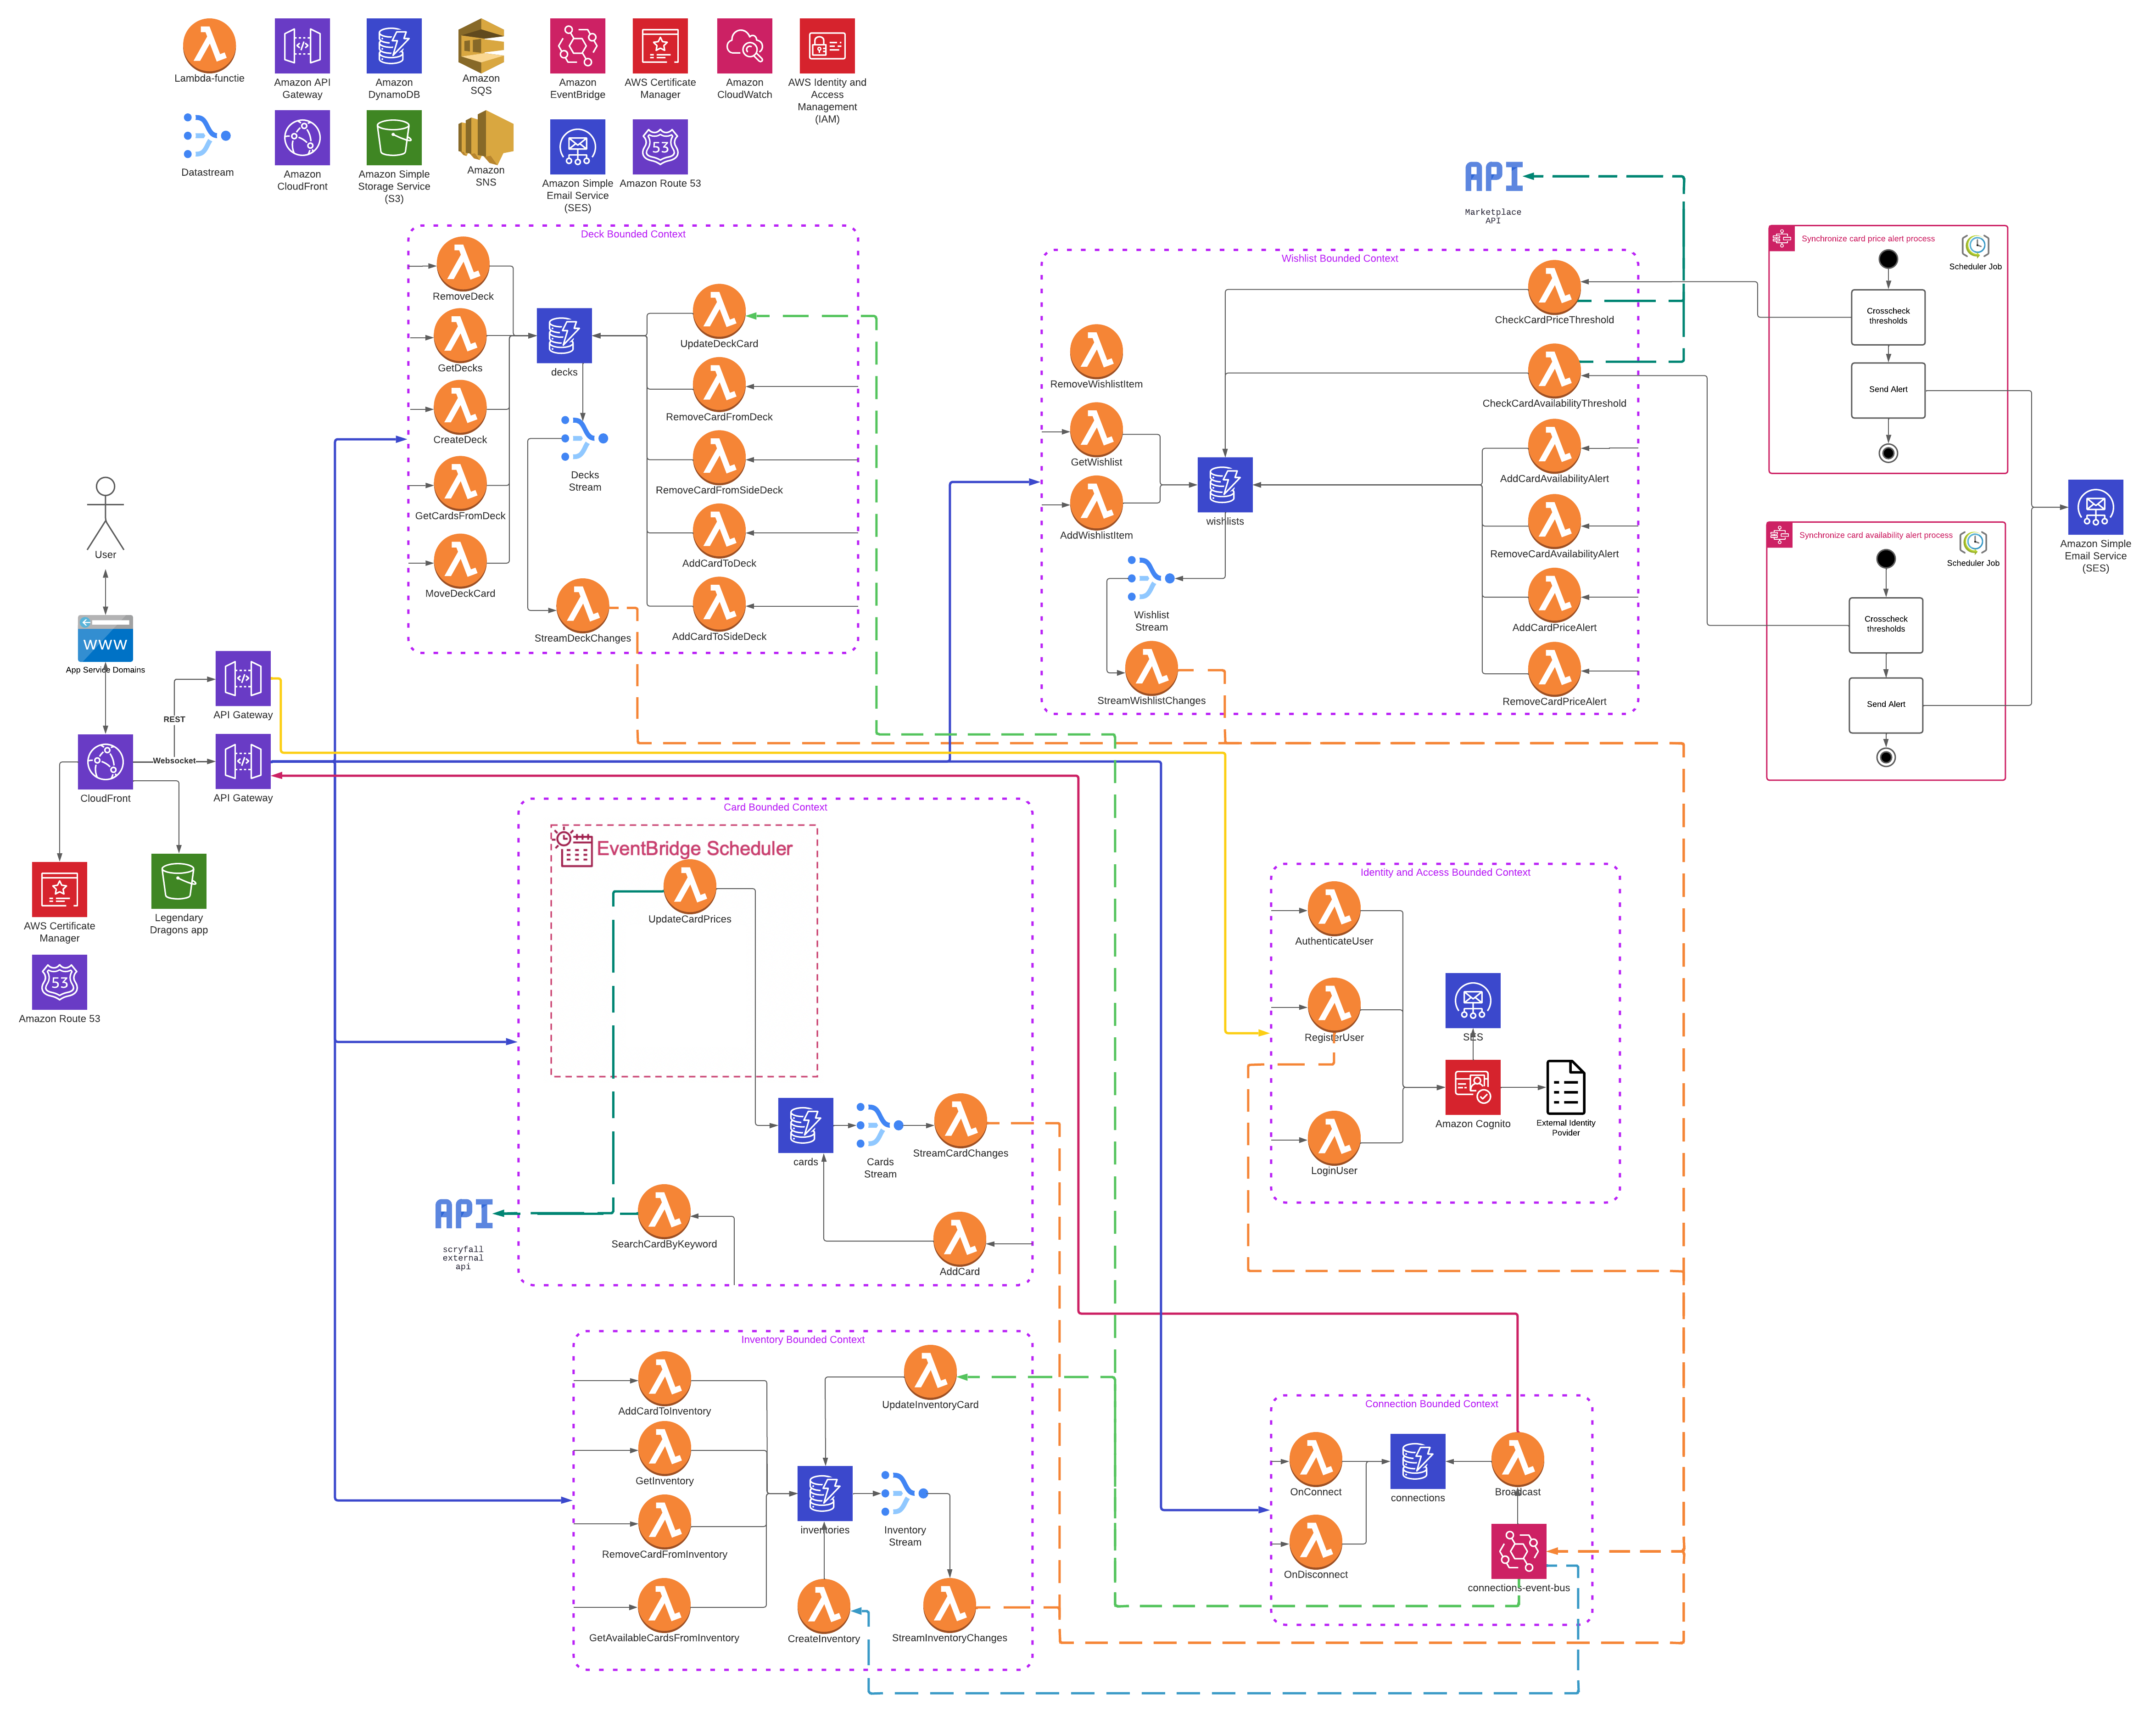 Lambda-functie
Amazon API
Gateway
Amazon
DynamoDB
Amazon
SQS
Amazon
EventBridge
AWS Certificate
Manager
Amazon
CloudWatch
AWS Identity and
Access
Management
(IAM)
Datastream
Amazon
CloudFront
Amazon Simple
Storage Service
(S3)
Amazon
SNS
Amazon Simple
Email Service
(SES)
53
Amazon Route 53
API
Marketplace
API
Deck Bounded Context
RemoveDeck
GetDecks
CreateDeck
GetCardsFromDeck
MoveDeckCard
decks
Decks
Stream
StreamDeckChanges
UpdateDeckCard
RemoveCardFromDeck
RemoveCardFromSideDeck
AddCardToDeck
AddCardToSideDeck
Wishlist Bounded Context
RemoveWishlistItem
GetWishlist
AddWishlistItem
wishlists
Wishlist
Stream
StreamWishlistChanges
CheckCardPriceThreshold
CheckCardAvailabilityThreshold
AddCardAvailabilityAlert
RemoveCardAvailabilityAlert
AddCardPriceAlert
RemoveCardPriceAlert
Synchronize card price alert process
Scheduler Job
Crosscheck
thresholds
Send Alert
Synchronize card availability alert process
Scheduler Job
Crosscheck
thresholds
Send Alert
Amazon Simple
Email Service
(SES)
User
www
App Service Domains
REST
API Gateway
Websocket
API Gateway
CloudFront
AWS Certificate
Manager
Legendary
Dragons app
53
Amazon Route 53
Card Bounded Context
EventBridge Scheduler
UpdateCardPrices
cards
Cards
Stream
StreamCardChanges
SearchCardByKeyword
AddCard
API
scryfall
external
api
Identity and Access Bounded Context
AuthenticateUser
RegisterUser
LoginUser
SES
Amazon Cognito
External Identity
Povider
Inventory Bounded Context
AddCardToInventory
GetInventory
RemoveCardFromInventory
GetAvailableCardsFromInventory
UpdateInventoryCard
inventories
Inventory
Stream
CreateInventory
StreamInventoryChanges
Connection Bounded Context
OnConnect
OnDisconnect
connections
Broadcast
connections-event-bus